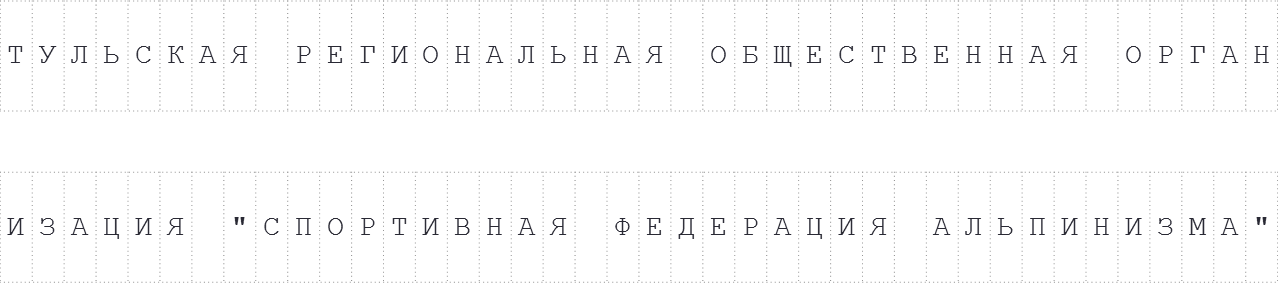 ТУЛЬСКАЯ РЕГИОНАЛЬНАЯ ОБЩЕСТВЕННАЯ ОРГАН
ИЗАЦИЯ "СПОРТИВНАЯ ФЕДЕРАЦИЯ АЛЬПИНИЗМА"